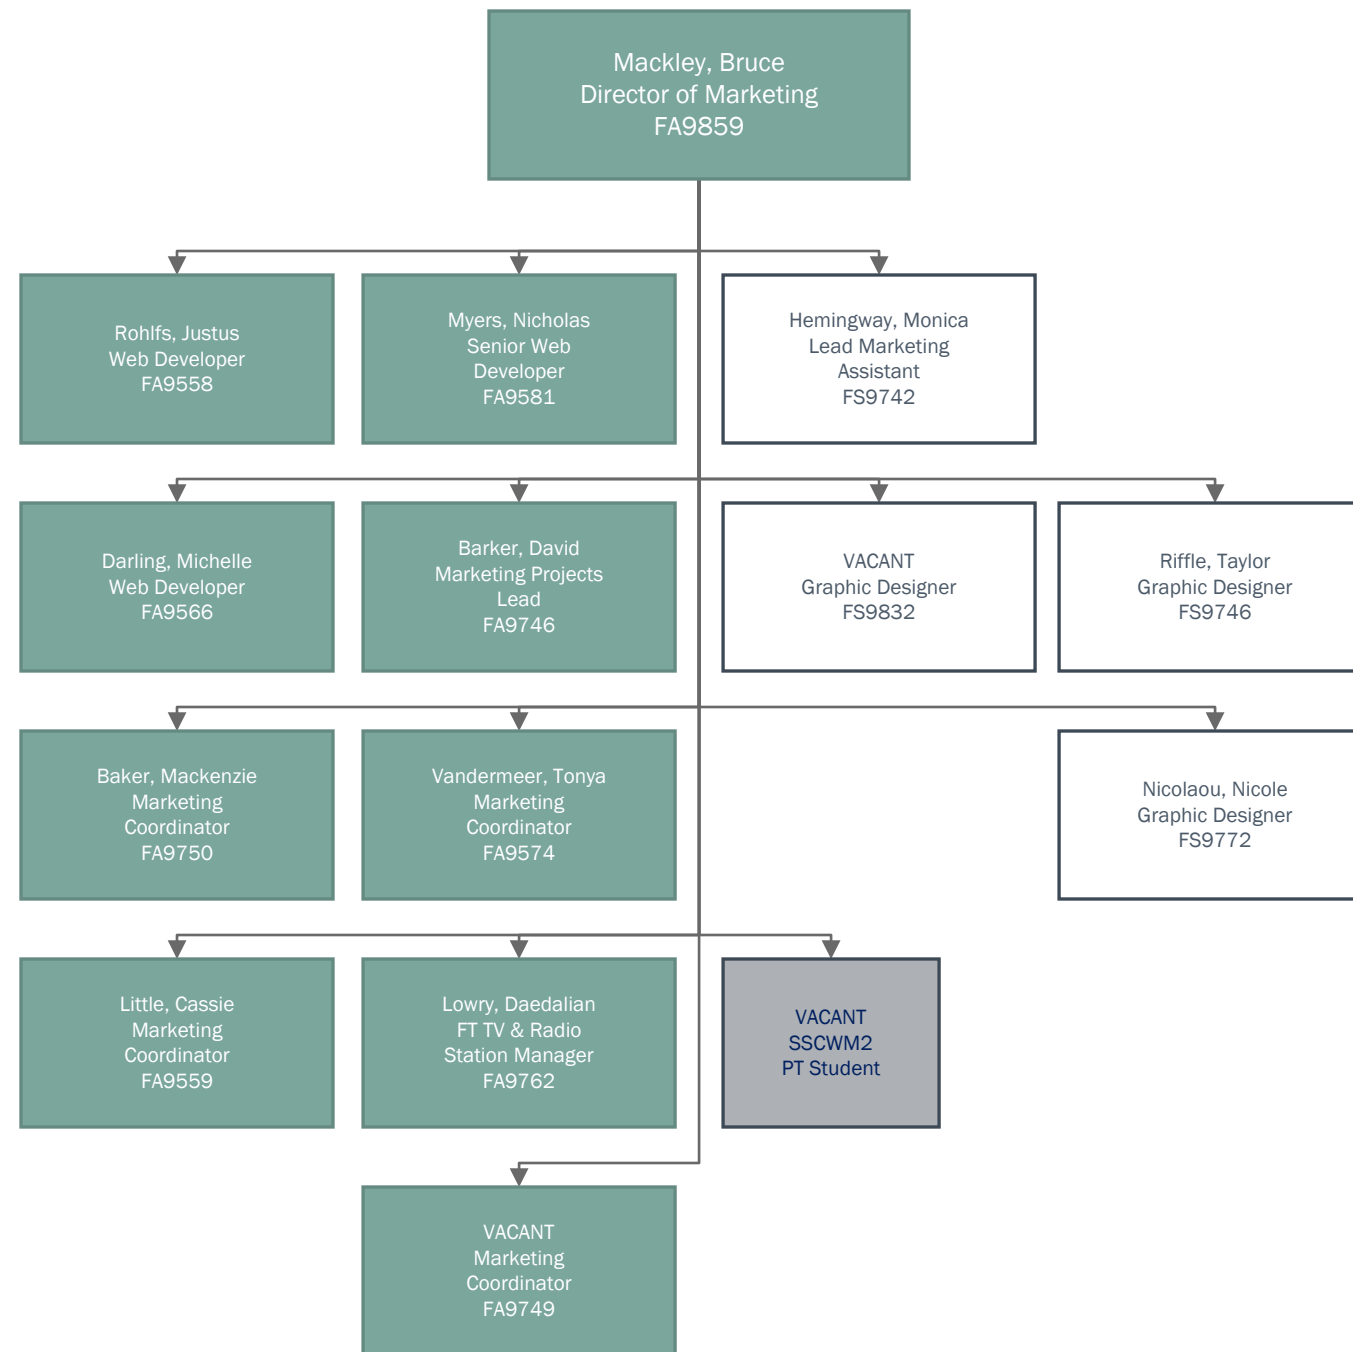 Mackley, Bruce
Director of Marketing
FA9859
Rohlfs, Justus
Web Developer
FA9558
Myers, Nicholas
Senior Web
Developer
FA9581
Hemingway, Monica
Lead Marketing
Assistant
FS9742
Darling, Michelle
Web Developer
FA9566
Barker, David
Marketing Projects
Lead
FA9746
VACANT
Graphic Designer
FS9832
Riffle, Taylor
Graphic Designer
FS9746
Baker, Mackenzie
Marketing
Coordinator
FA9750
Vandermeer, Tonya
Marketing
Coordinator
FA9574
Nicolaou, Nicole
Graphic Designer
FS9772
Little, Cassie
Marketing
Coordinator
FA9559
Lowry, Daedalian
FT TV & Radio
Station Manager
FA9762
VACANT
SSCWM2
PT Student
VACANT
Marketing
Coordinator
FA9749